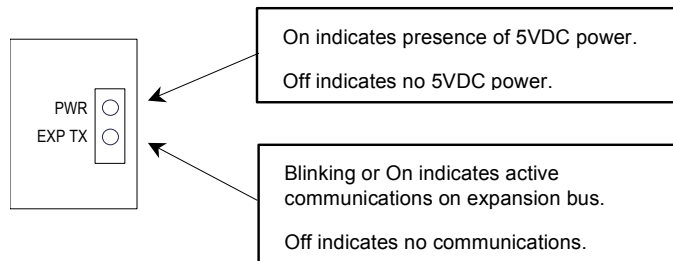 On indicates presence of 5VDC power.
Off indicates no 5VDC power.
PWR
EXP TX
Blinking or On indicates active
communications on expansion bus.
Off indicates no communications.